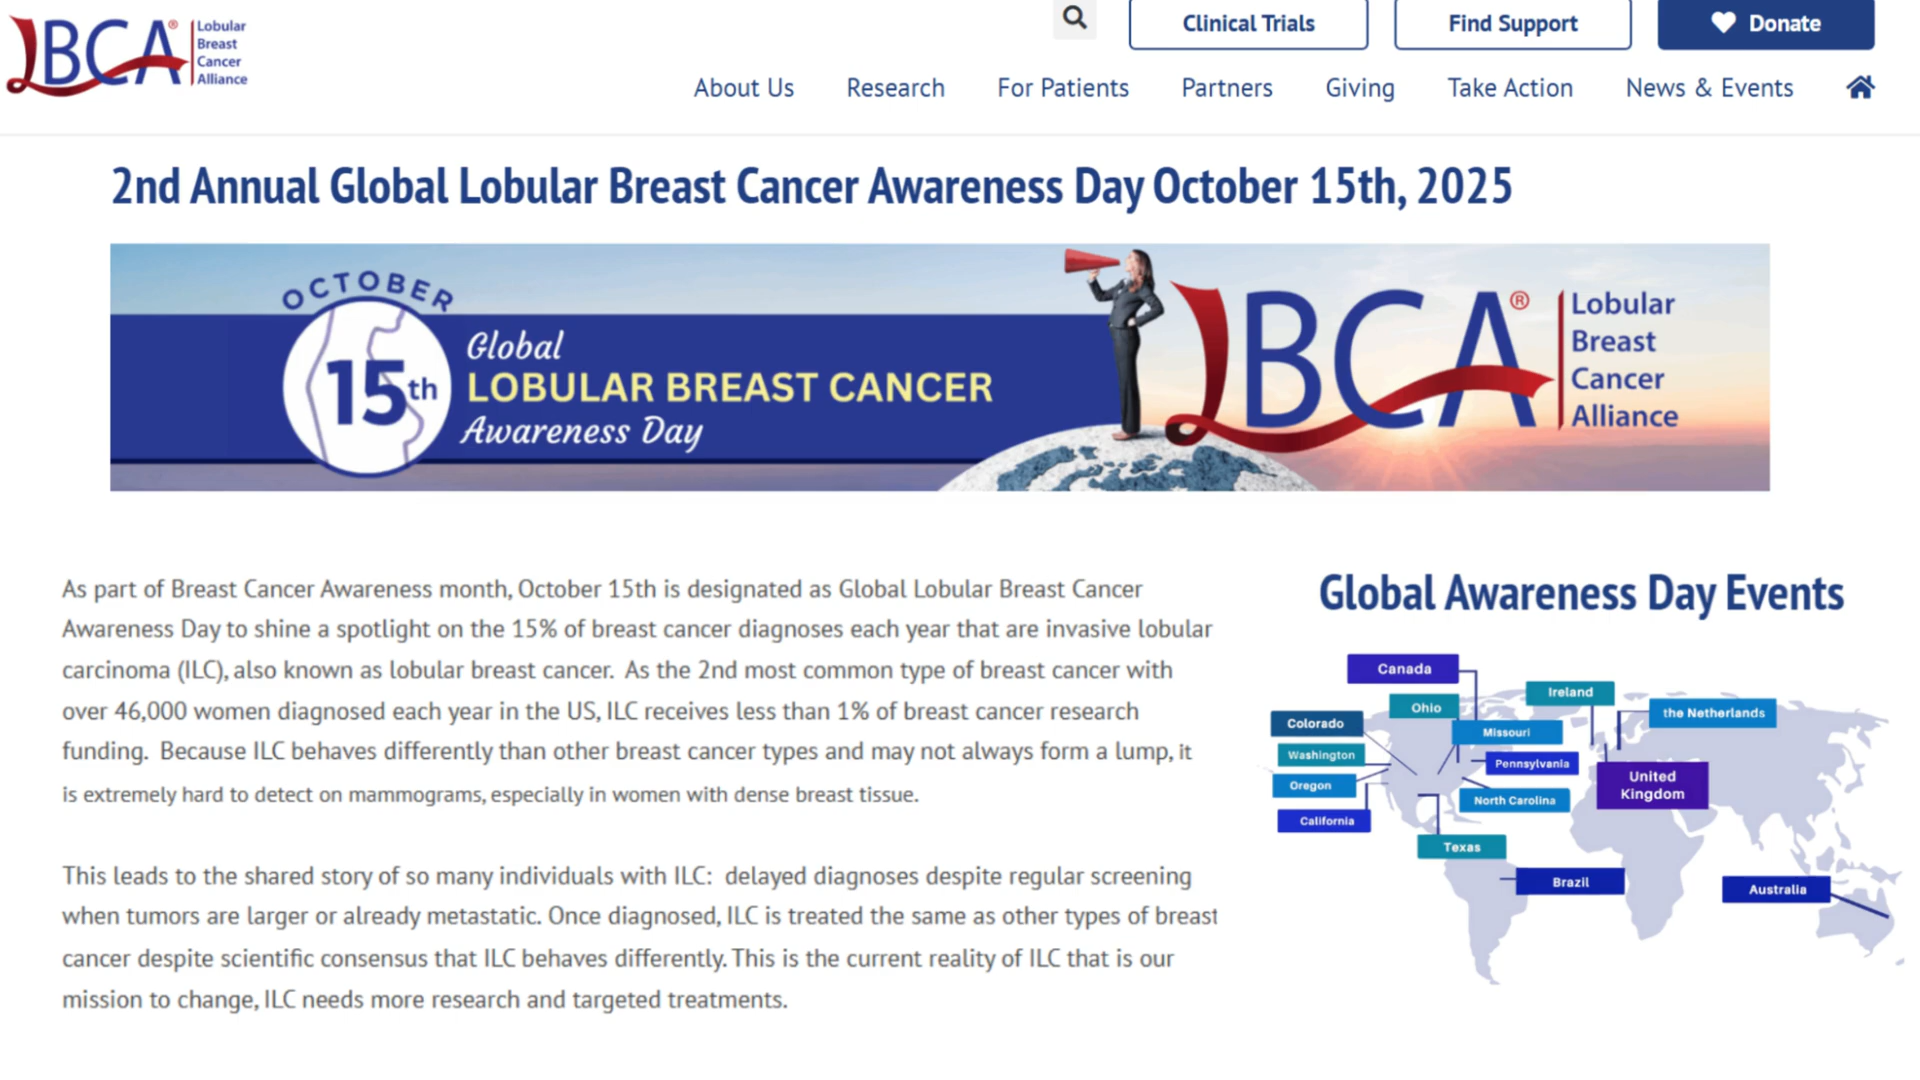 LBCA® Lobular
Breast
Cancer
Alliance
Clinical Trials
Find Support
Donate
About Us
Research
For Patients
Partners
Giving
Take Action
News & Events
2nd Annual Global Lobular Breast Cancer Awareness Day October 15th, 2025
OCTOBER
15th
Global
LOBULAR BREAST CANCER
Awareness Day
LBCA®
Lobular
Breast
Cancer
Alliance
As part of Breast Cancer Awareness month, October 15th is designated as Global Lobular Breast Cancer
Awareness Day to shine a spotlight on the 15% of breast cancer diagnoses each year that are invasive lobular
carcinoma (ILC), also known as lobular breast cancer. As the 2nd most common type of breast cancer with
over 46,000 women diagnosed each year in the US, ILC receives less than 1% of breast cancer research
funding. Because ILC behaves differently than other breast cancer types and may not always form a lump, it
is extremely hard to detect on mammograms, especially in women with dense breast tissue.
This leads to the shared story of so many individuals with ILC: delayed diagnoses despite regular screening
when tumors are larger or already metastatic. Once diagnosed, ILC is treated the same as other types of breast
cancer despite scientific consensus that ILC behaves differently. This is the current reality of ILC that is our
mission to change, ILC needs more research and targeted treatments.
Global Awareness Day Events
Canada
Ireland
Ohio
the Netherlands
Colorado
Missouri
Washington
Pennsylvania
United
Kingdom
Oregon
North Carolina
California
Texas
Brazil
Australia